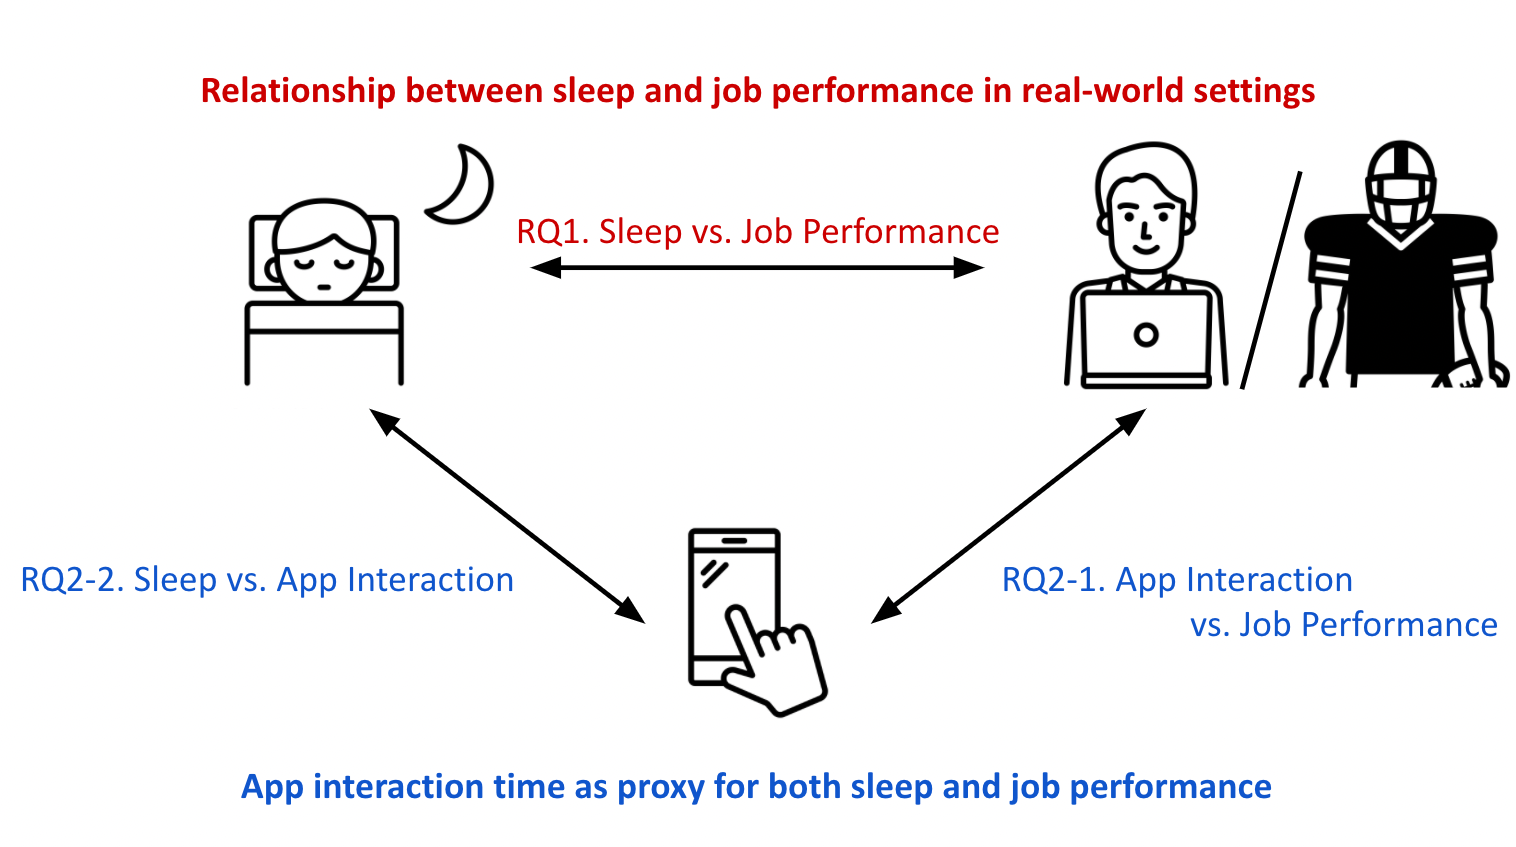 Relationship between sleep and job performance in real-world settings
RQ1. Sleep vs. Job Performance
RQ2-2. Sleep vs. App Interaction
RQ2-1. App Interaction
vs. Job Performance
App interaction time as proxy for both sleep and job performance